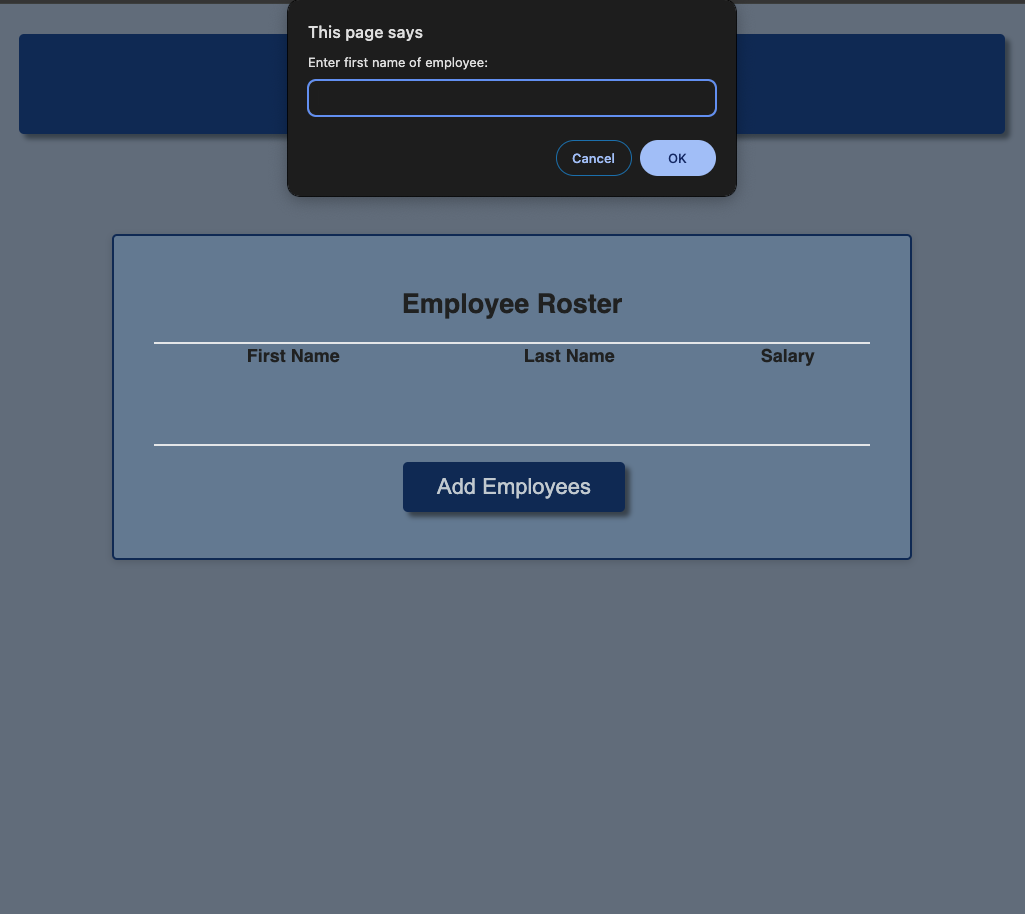 This page says
Enter first name of employee:
Cancel OK
Employee Roster
First Name Last Name Salary
Add Employees